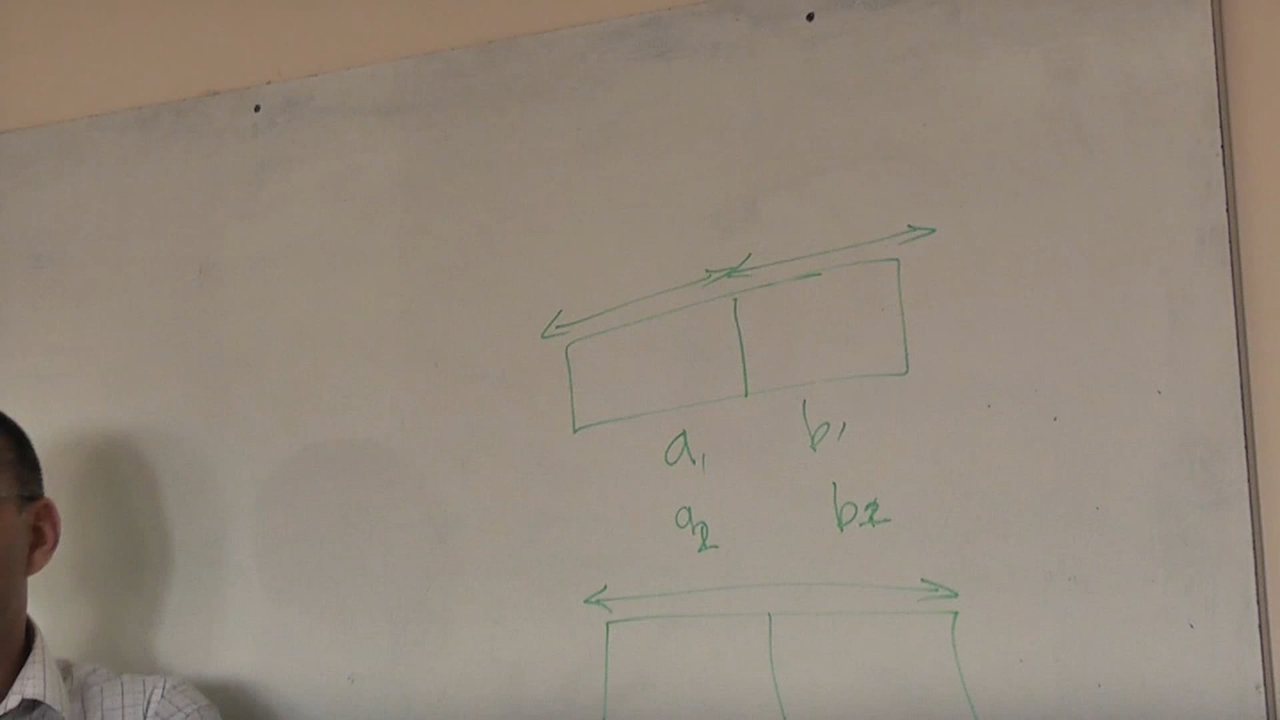 a₁ b₁
a₂ b₂